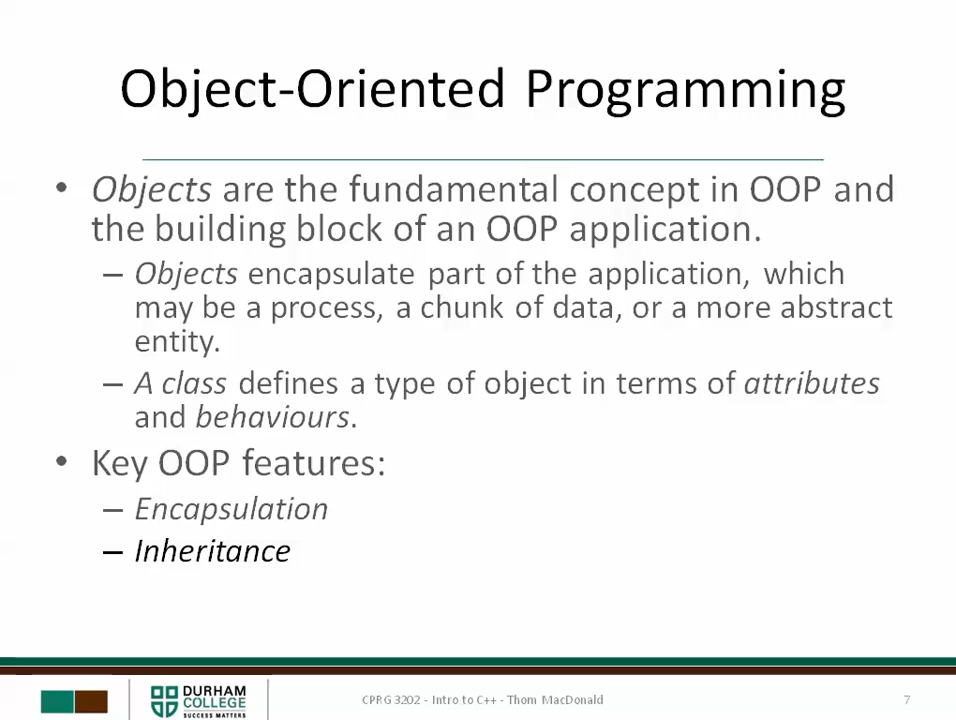 Object-Oriented Programming
• Objects are the fundamental concept in OOP and
the building block of an OOP application.
– Objects encapsulate part of the application, which
may be a process, a chunk of data, or a more abstract
entity.
– A class defines a type of object in terms of attributes
and behaviours.
• Key OOP features:
– Encapsulation
– Inheritance
DURHAM
COLLEGE
SUCCESS MATTERS
CPRG 3202 - Intro to C++ - Thom MacDonald
7